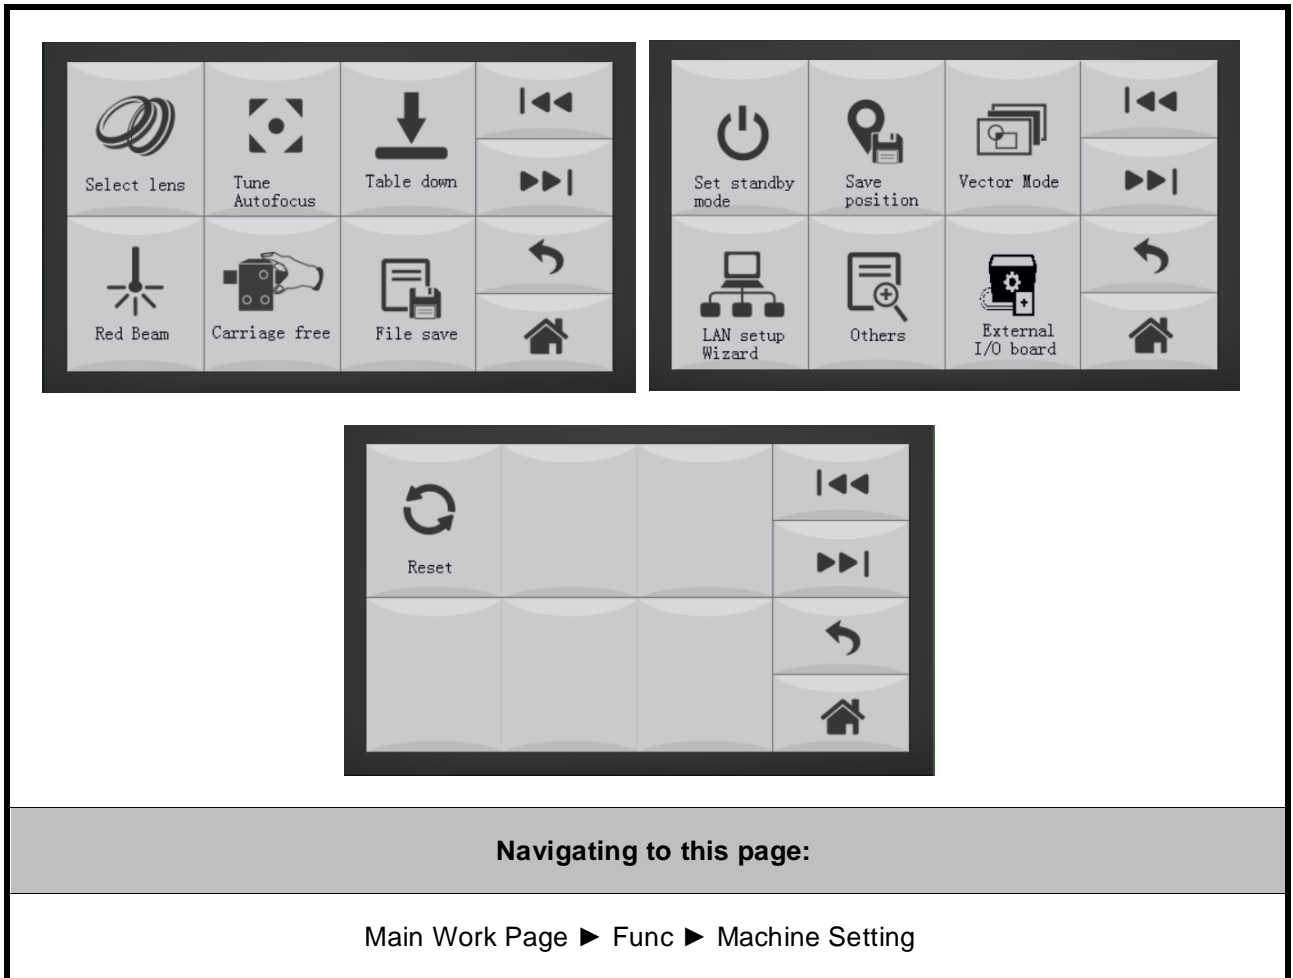 Select lens
Tune
Autofocus
Table down
Red Beam
Carriage free
File save
Set standby
mode
Save
position
Vector Mode
LAN setup
Wizard
Others
External
I/O board
Reset
Navigating to this page:
Main Work Page ► Func ► Machine Setting